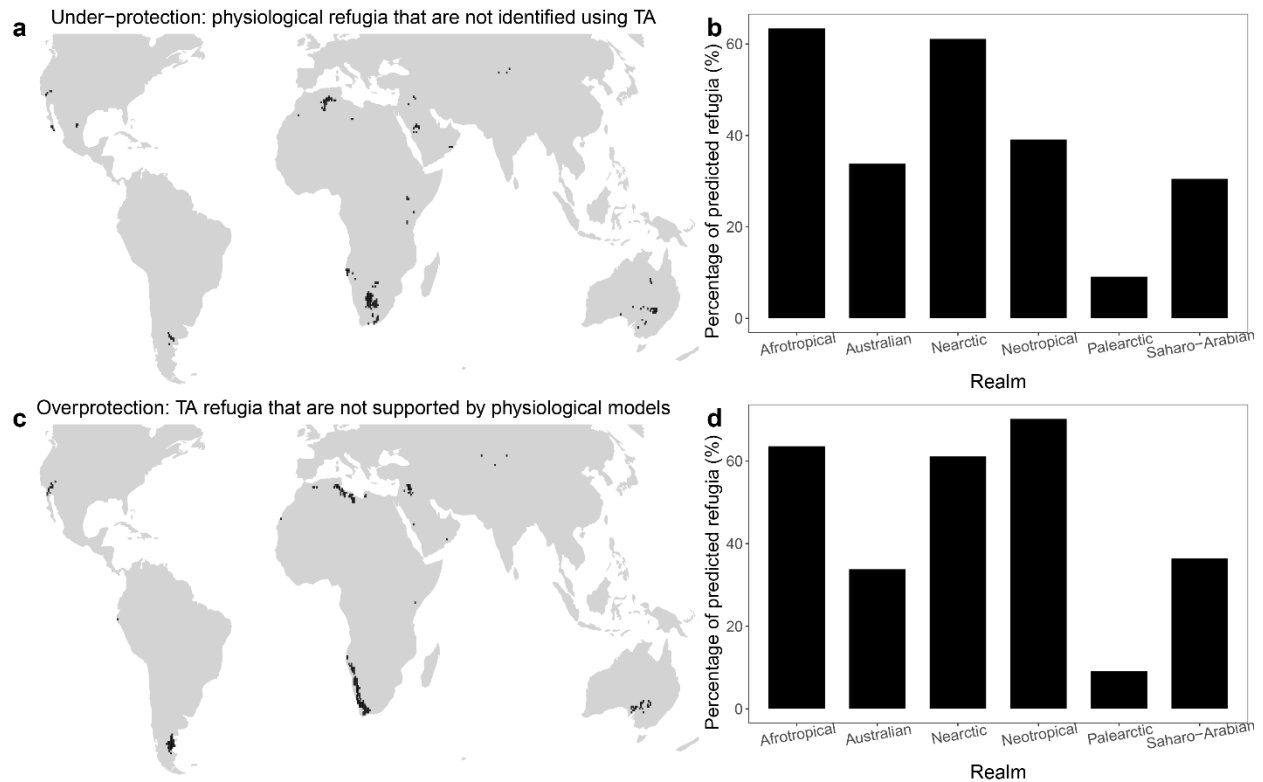 a
Under−protection: physiological refugia that are not identified using TA
b
Percentage of predicted refugia (%)
60
40
20
0
Afrotropical
Australian
Nearctic
Neotropical
Palearctic
Saharo−Arabian
Realm
c
Overprotection: TA refugia that are not supported by physiological models
d
Percentage of predicted refugia (%)
60
40
20
0
Afrotropical
Australian
Nearctic
Neotropical
Palearctic
Saharo−Arabian
Realm